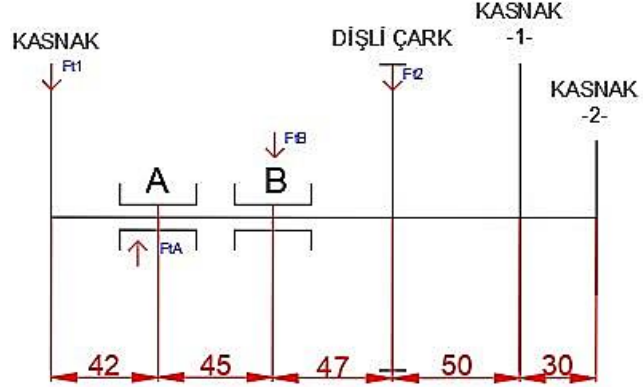 KASNAK
-1-
KASNAK
DİŞLİ ÇARK
KASNAK
-2-
Ft1
Ft2
FtB
A
B
FtA
42
45
47
50
30